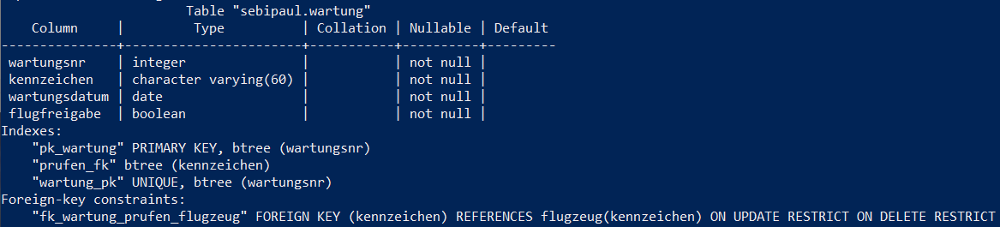 Table "sebipaul.wartung"
Column | Type | Collation | Nullable | Default
---------------+-----------------------+-----------+----------+---------
wartungsnr | integer | | not null |
kennzeichen | character varying(60) | | not null |
wartungsdatum | date | | not null |
flugfreigabe | boolean | | not null |
Indexes:
"pk_wartung" PRIMARY KEY, btree (wartungsnr)
"prufen_fk" btree (kennzeichen)
"wartung_pk" UNIQUE, btree (wartungsnr)
Foreign-key constraints:
"fk_wartung_prufen_flugzeug" FOREIGN KEY (kennzeichen) REFERENCES flugzeug(kennzeichen) ON UPDATE RESTRICT ON DELETE RESTRICT